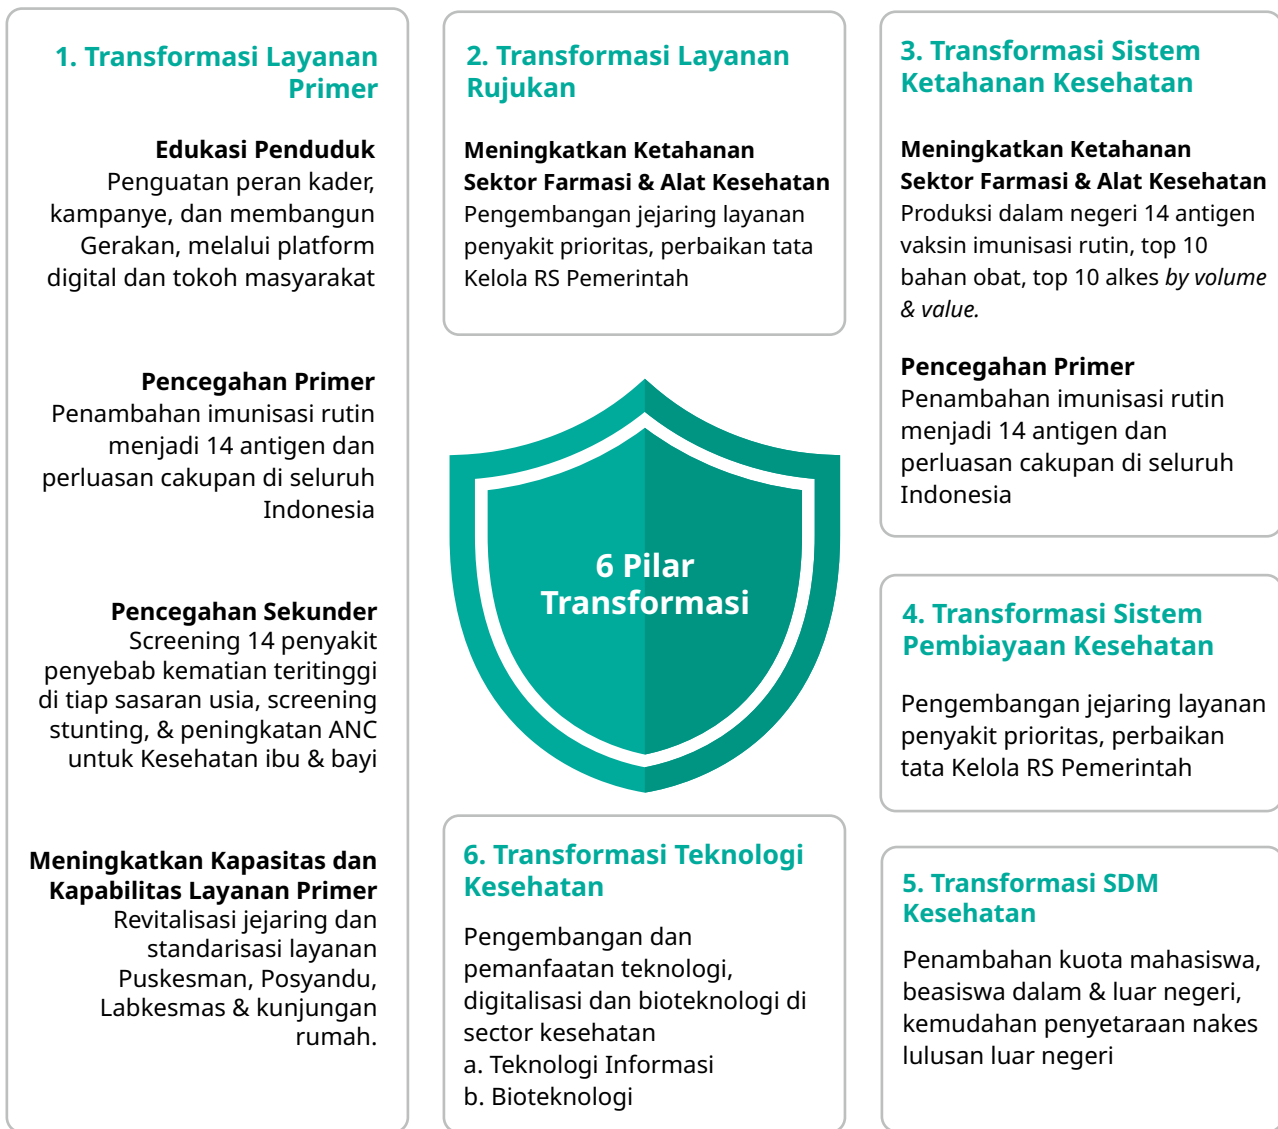 1. Transformasi Layanan
Primer
Edukasi Penduduk
Penguatan peran kader,
kampanye, dan membangun
Gerakan, melalui platform
digital dan tokoh masyarakat
Pencegahan Primer
Penambahan imunisasi rutin
menjadi 14 antigen dan
perluasan cakupan di seluruh
Indonesia
Pencegahan Sekunder
Screening 14 penyakit
penyebab kematian teritinggi
di tiap sasaran usia, screening
stunting, & peningkatan ANC
untuk Kesehatan ibu & bayi
Meningkatkan Kapasitas dan
Kapabilitas Layanan Primer
Revitalisasi jejaring dan
standarisasi layanan
Puskesman, Posyandu,
Labkesmas & kunjungan
rumah.
2. Transformasi Layanan
Rujukan
Meningkatkan Ketahanan
Sektor Farmasi & Alat Kesehatan
Pengembangan jejaring layanan
penyakit prioritas, perbaikan tata
Kelola RS Pemerintah
3. Transformasi Sistem
Ketahanan Kesehatan
Meningkatkan Ketahanan
Sektor Farmasi & Alat Kesehatan
Produksi dalam negeri 14 antigen
vaksin imunisasi rutin, top 10
bahan obat, top 10 alkes by volume
& value.
Pencegahan Primer
Penambahan imunisasi rutin
menjadi 14 antigen dan
perluasan cakupan di seluruh
Indonesia
6 Pilar
Transformasi
4. Transformasi Sistem
Pembiayaan Kesehatan
Pengembangan jejaring layanan
penyakit prioritas, perbaikan
tata Kelola RS Pemerintah
5. Transformasi SDM
Kesehatan
Penambahan kuota mahasiswa,
beasiswa dalam & luar negeri,
kemudahan penyetaraan nakes
lulusan luar negeri
6. Transformasi Teknologi
Kesehatan
Pengembangan dan
pemanfaatan teknologi,
digitalisasi dan bioteknologi di
sector kesehatan
a. Teknologi Informasi
b. Bioteknologi